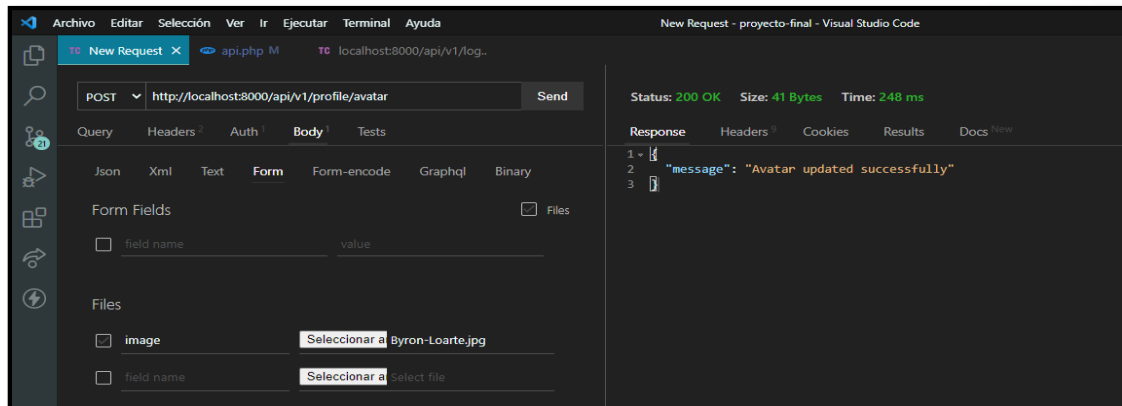 Archivo Editar Selección Ver Ir Ejecutar Terminal Ayuda New Request - proyecto-final - Visual Studio Code
TC New Request × php api.php M TC localhost:8000/api/v1/log..
POST http://localhost:8000/api/v1/profile/avatar Send
Status: 200 OK Size: 41 Bytes Time: 248 ms
Query Headers 2 Auth 1 Body 1 Tests
Response Headers 9 Cookies Results Docs New
Json Xml Text Form Form-encode Graphql Binary
1 {
2 "message": "Avatar updated successfully"
3 }
Form Fields Files
field name value
21
Files
image Seleccionar a Byron-Loarte.jpg
field name Seleccionar a Select file